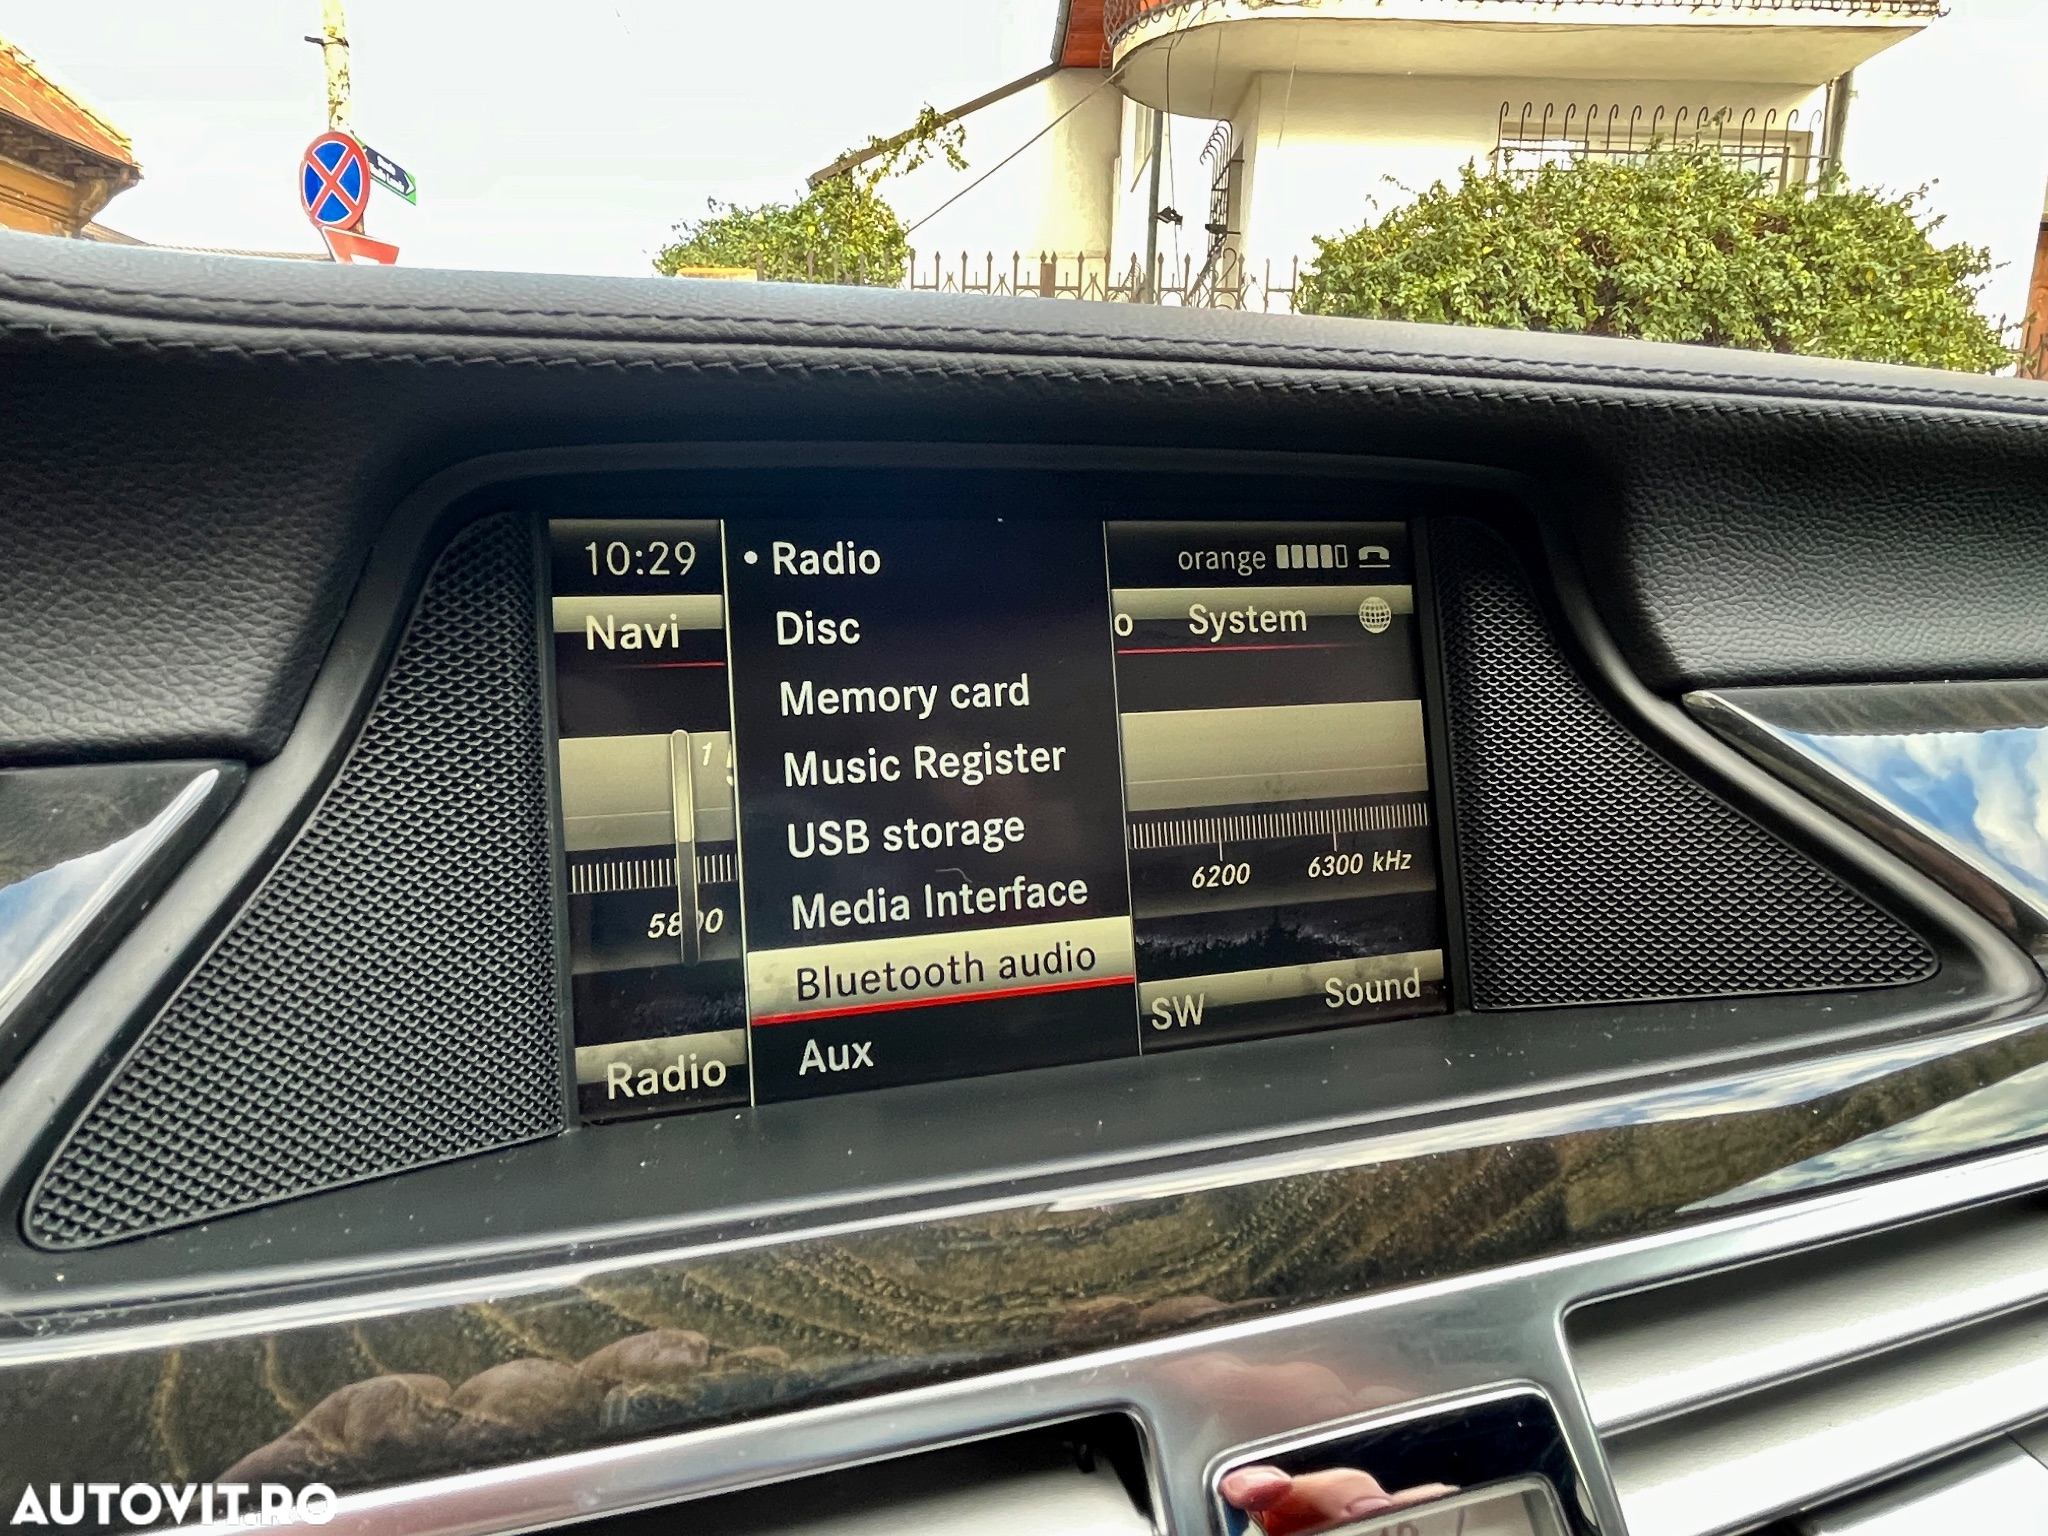 10:29
• Radio
orange
Navi
Disc
o
System
Memory card
Music Register
USB storage
6200
6300 kHz
Media Interface
Bluetooth audio
SW
Sound
Radio
Aux
AUTOVIT.RO